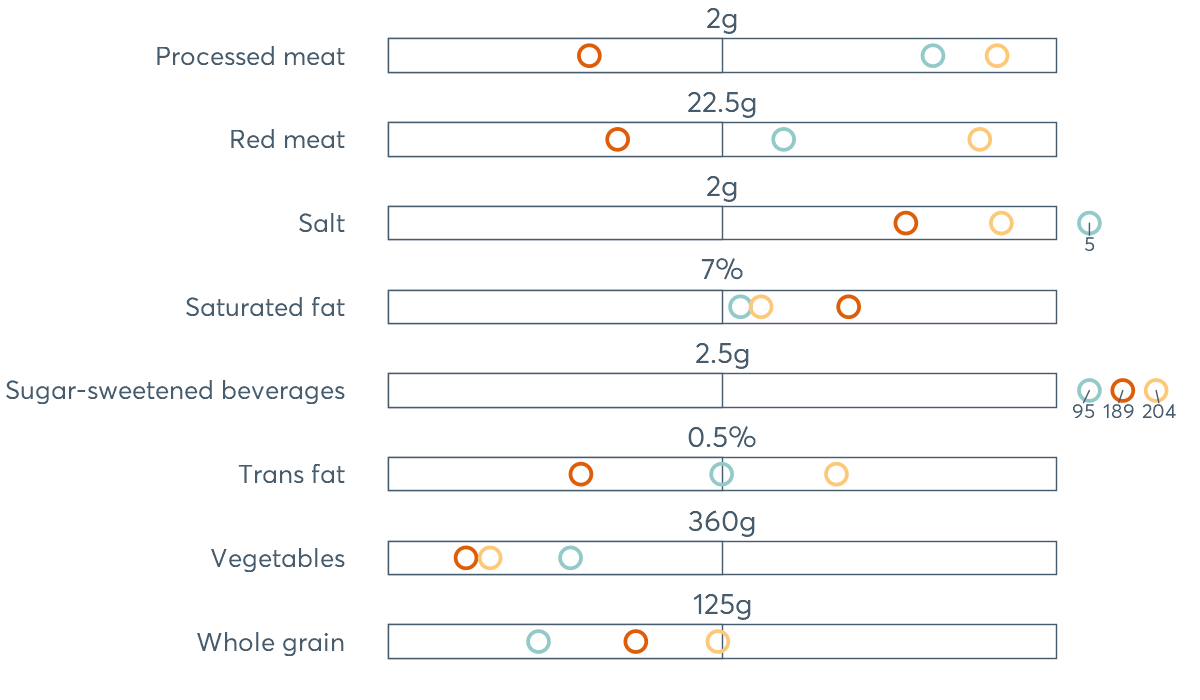 2g
Processed meat
22.5g
Red meat
2g
Salt
5
7%
Saturated fat
2.5g
Sugar-sweetened beverages
95 189 204
0.5%
Trans fat
360g
Vegetables
125g
Whole grain